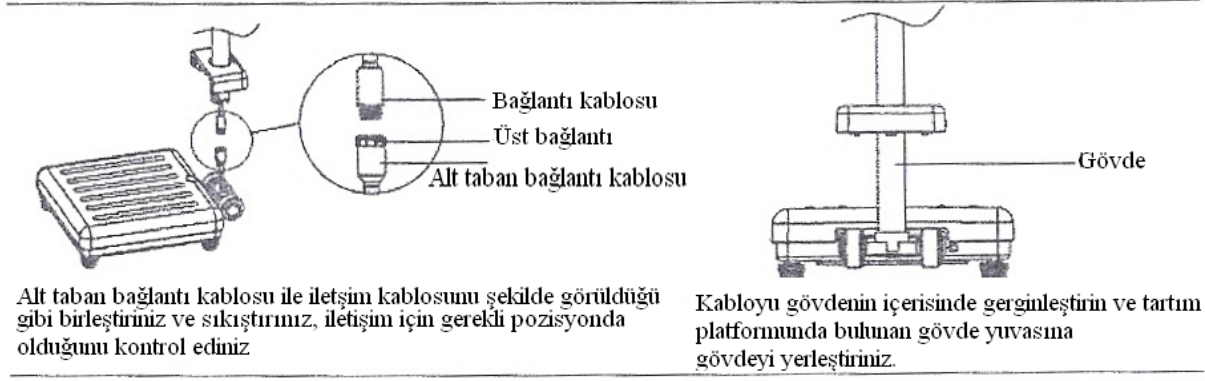 Bağlantı kablosu
Üst bağlantı
Alt taban bağlantı kablosu
Gövde
Alt taban bağlantı kablosu ile iletşim kablosunu şekilde görüldüğü
gibi birleştiriniz ve sıkıştırınız, iletişim için gerekli pozisyonda
olduğunu kontrol ediniz
Kabloyu gövdenin içerisinde gerginleştirin ve tartım
platformunda bulunan gövde yuvasına
gövdeyi yerleştiriniz.